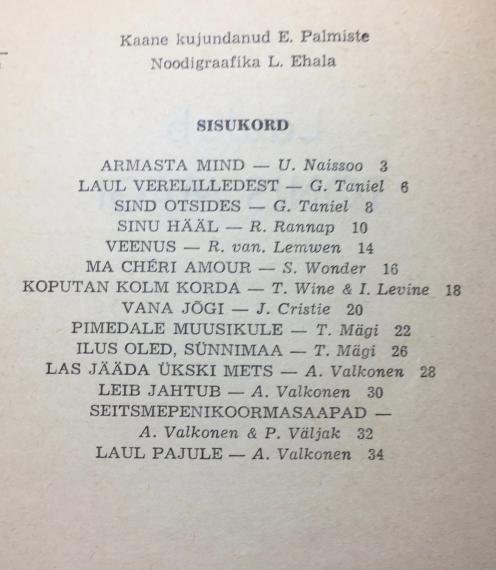 Kaane kujundanud E. Palmiste
Noodigraafika L. Ehala
SISUKORD
ARMASTA MIND — U. Naissoo 3
LAUL VERELILLEDEST — G. Taniel 6
SIND OTSIDES — G. Taniel 8
SINU HÄÄL — R. Rannap 10
VEENUS — R. van. Lemwen 14
MA CHÉRI AMOUR — S. Wonder 16
KOPUTAN KOLM KORDA — T. Wine & I. Levine 18
VANA JÕGI — J. Cristie 20
PIMEDALE MUUSIKULE — T. Mägi 22
ILUS OLED, SÜNNIMAA — T. Mägi 26
LAS JÄÄDA ÜKSKI METS — A. Valkonen 28
LEIB JAHTUB — A. Valkonen 30
SEITSMEPENIKOORMASAAPAD —
A. Valkonen & P. Väljak 32
LAUL PAJULE — A. Valkonen 34